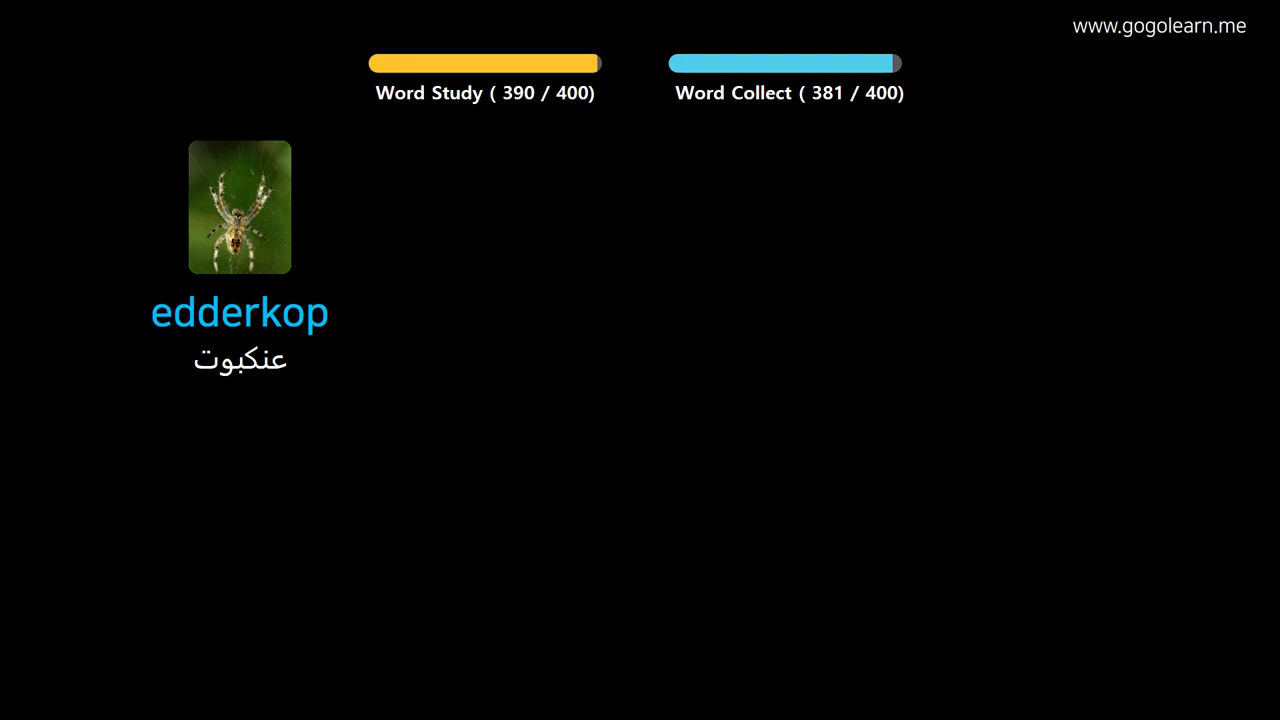 www.gogolearn.me
Word Study ( 390 / 400)
Word Collect ( 381 / 400)
edderkop
عنكبوت